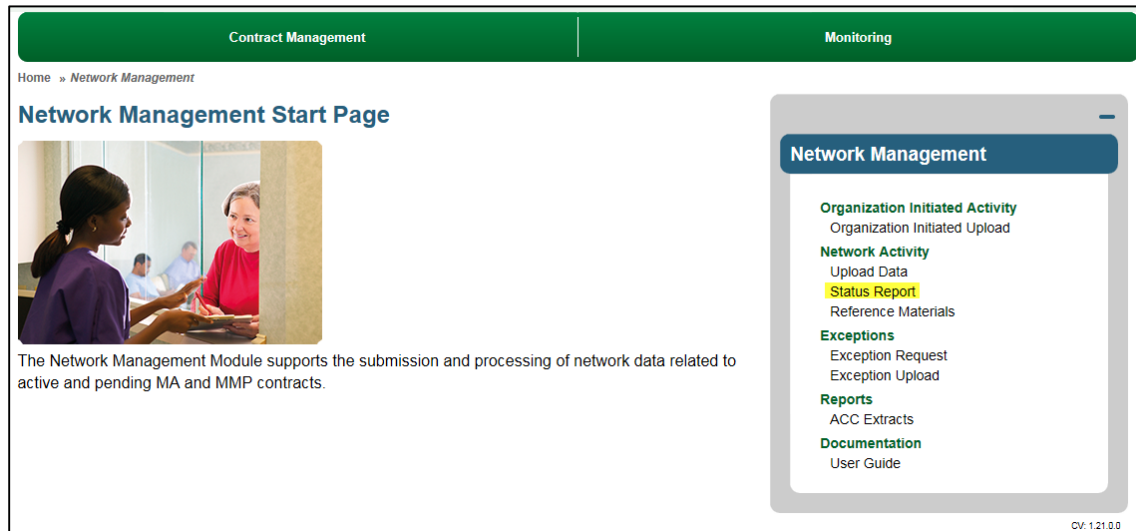 Contract Management
Monitoring
Home » Network Management
Network Management Start Page
The Network Management Module supports the submission and processing of network data related to
active and pending MA and MMP contracts.
Network Management
Organization Initiated Activity
Organization Initiated Upload
Network Activity
Upload Data
Status Report
Reference Materials
Exceptions
Exception Request
Exception Upload
Reports
ACC Extracts
Documentation
User Guide
CV: 1.21.0.0